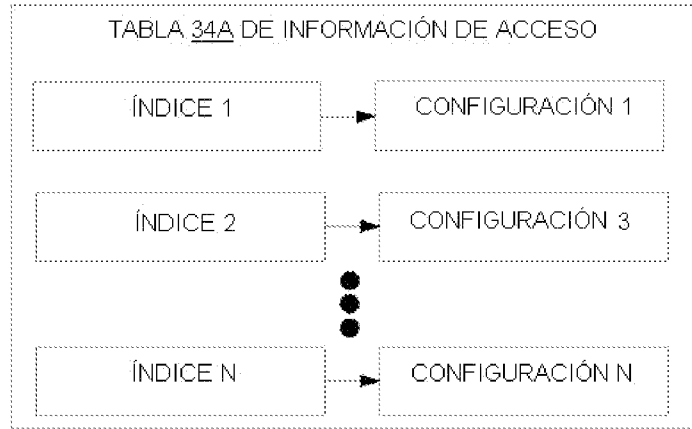 TABLA 34A DE INFORMACIÓN DE ACCESO
ÍNDICE 1 CONFIGURACIÓN 1
ÍNDICE 2 CONFIGURACIÓN 3
ÍNDICE N CONFIGURACIÓN N